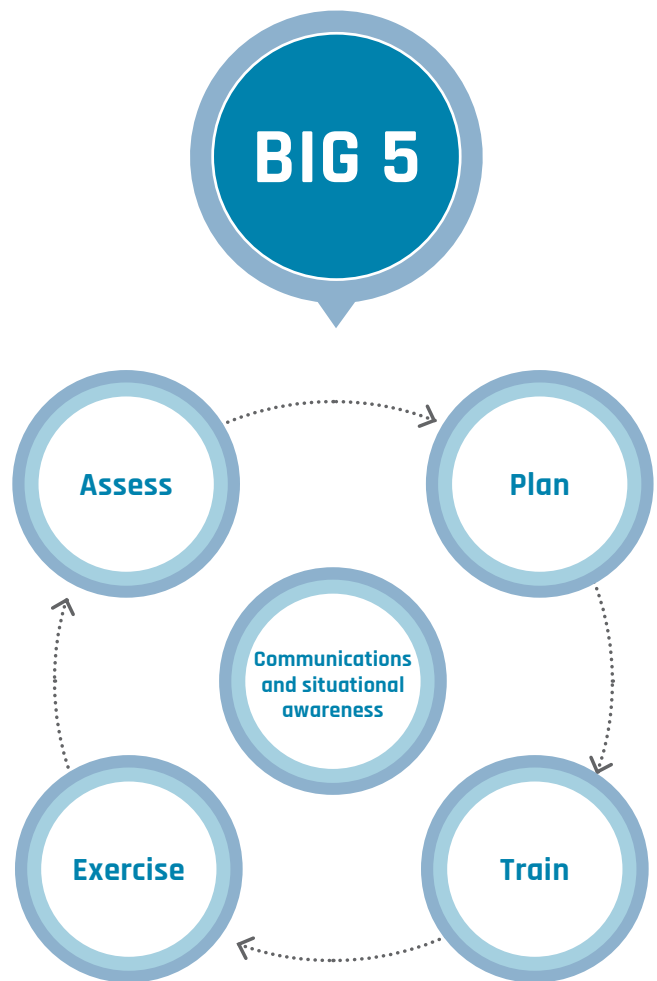 BIG 5
Assess
Plan
Communications
and situational
awareness
Exercise
Train